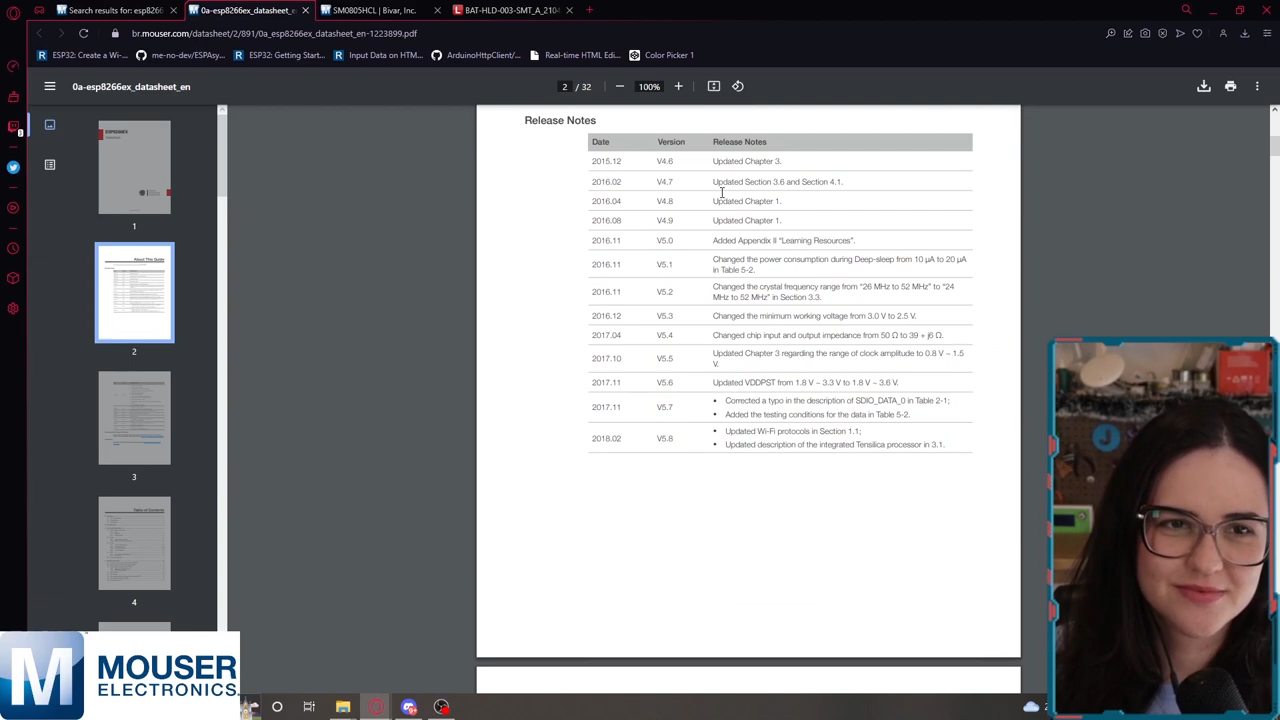 Search results for: esp8266
0a-esp8266ex_datasheet_en-
SM0805HCL | Bivar, Inc.
BAT-HLD-003-SMT_A_2104
br.mouser.com/datasheet/2/891/0a_esp8266ex_datasheet_en-1223899.pdf
ESP32: Create a Wi-...
me-no-dev/ESPAsy...
ESP32: Getting Start...
Input Data on HTM...
ArduinoHttpClient/...
Real-time HTML Edi...
Color Picker 1
0a-esp8266ex_datasheet_en
2 / 32
100%
Release Notes
Date Version Release Notes
2015.12 V4.6 Updated Chapter 3.
2016.02 V4.7 Updated Section 3.6 and Section 4.1.
2016.04 V4.8 Updated Chapter 1.
2016.08 V4.9 Updated Chapter 1.
2016.11 V5.0 Added Appendix II “Learning Resources”.
2016.11 V5.1 Changed the power consumption during Deep-sleep from 10 μA to 20 μA
in Table 5-2.
2016.11 V5.2 Changed the crystal frequency range from “26 MHz to 52 MHz” to “24
MHz to 52 MHz” in Section 3.3.
2016.12 V5.3 Changed the minimum working voltage from 3.0 V to 2.5 V.
2017.04 V5.4 Changed chip input and output impedance from 50 Ω to 39 + j6 Ω.
2017.10 V5.5 Updated Chapter 3 regarding the range of clock amplitude to 0.8 V ~ 1.5
V.
2017.11 V5.6 Updated VDDPST from 1.8 V ~ 3.3 V to 1.8 V ~ 3.6 V.
2017.11 V5.7 • Corrected a typo in the description of SDIO_DATA_0 in Table 2-1;
• Added the testing conditions for the data in Table 5-2.
2018.02 V5.8 • Updated Wi-Fi protocols in Section 1.1;
• Updated description of the integrated Tensilica processor in 3.1.
ESP8266EX
1
About This Guide
2
3
Table of Contents
4
M
MOUSER
ELECTRONICS